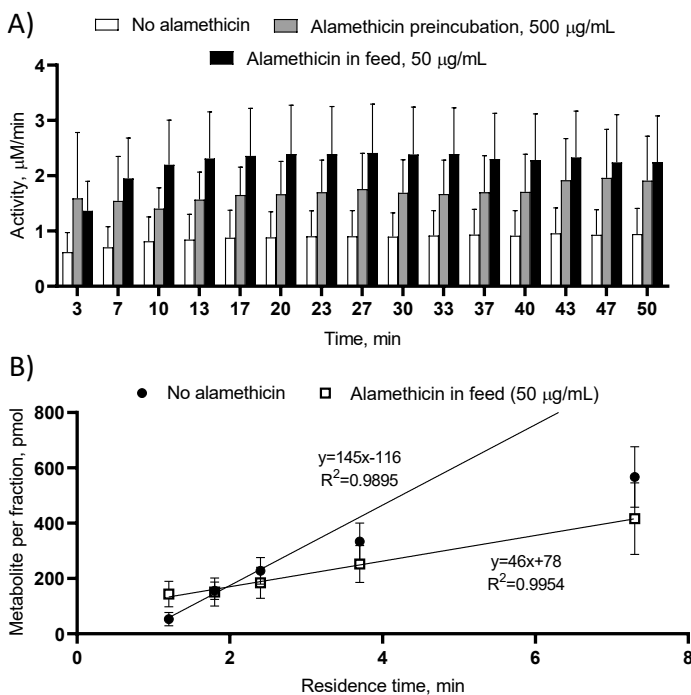 A)
No alamethicin
Alamethicin preincubation, 500 μg/mL
Alamethicin in feed, 50 μg/mL
4
3
2
1
0
Activity, μM/min
3 7 10 13 17 20 23 27 30 33 37 40 43 47 50
Time, min
B)
No alamethicin
Alamethicin in feed (50 μg/mL)
800
600
400
200
0
Metabolite per fraction, pmol
y=145x-116
R²=0.9895
y=46x+78
R²=0.9954
0 2 4 6 8
Residence time, min